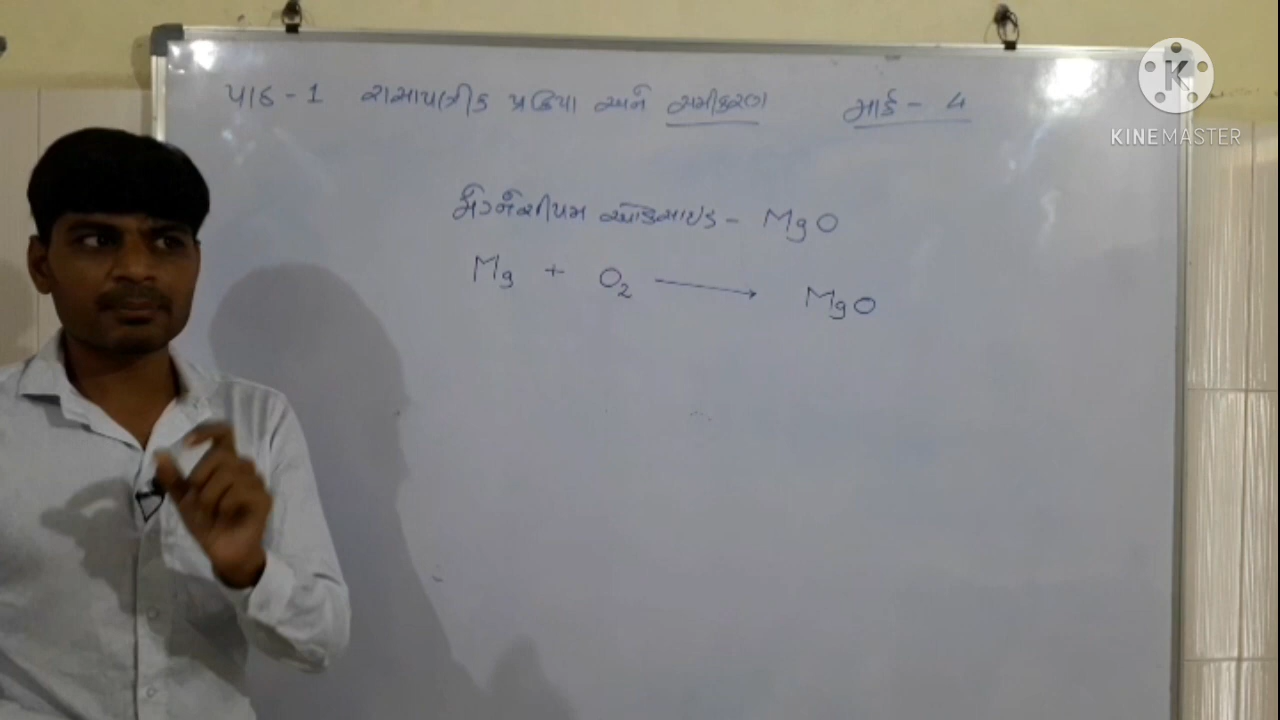 પાઠ - 1 રાસાયણીક પ્રક્રિયા અને સમીકરણ માર્ક - 4
KINEMASTER
મેગ્નેશીયમ ઓક્સાઇડ - MgO
Mg + O2 ⟶ MgO